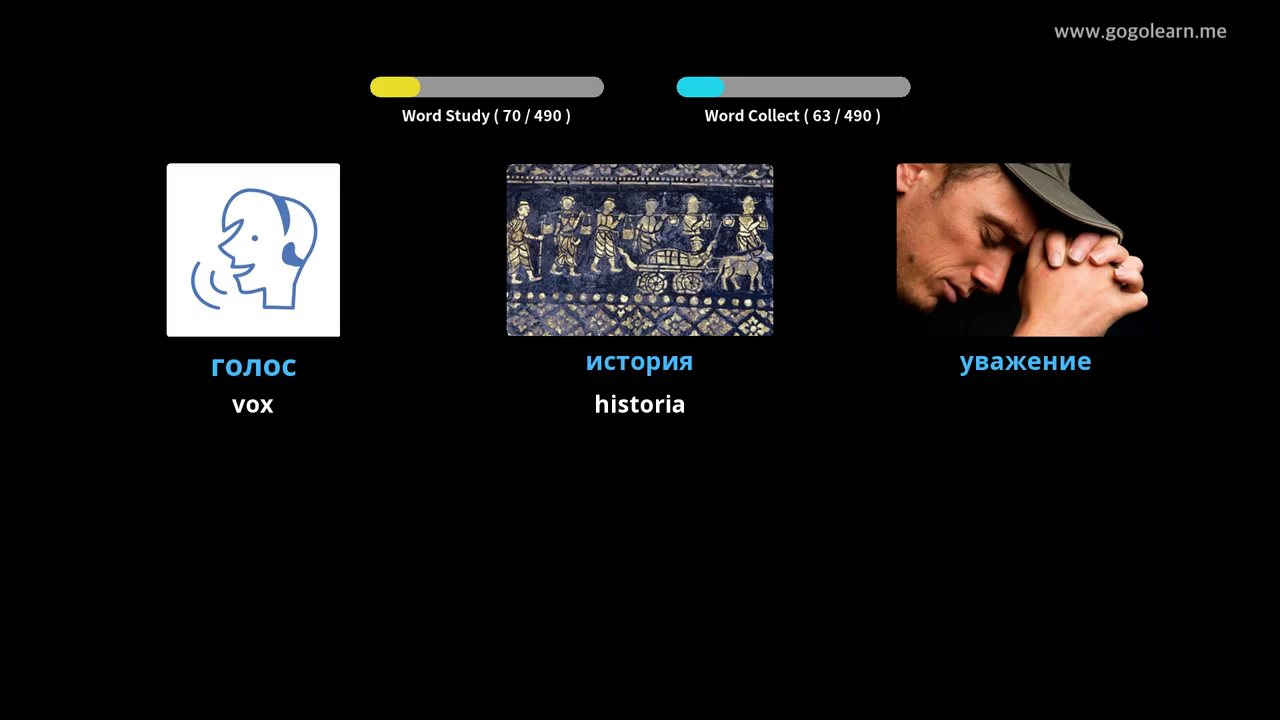 www.gogolearn.me
Word Study ( 70 / 490 )
Word Collect ( 63 / 490 )
голос
история
уважение
vox
historia